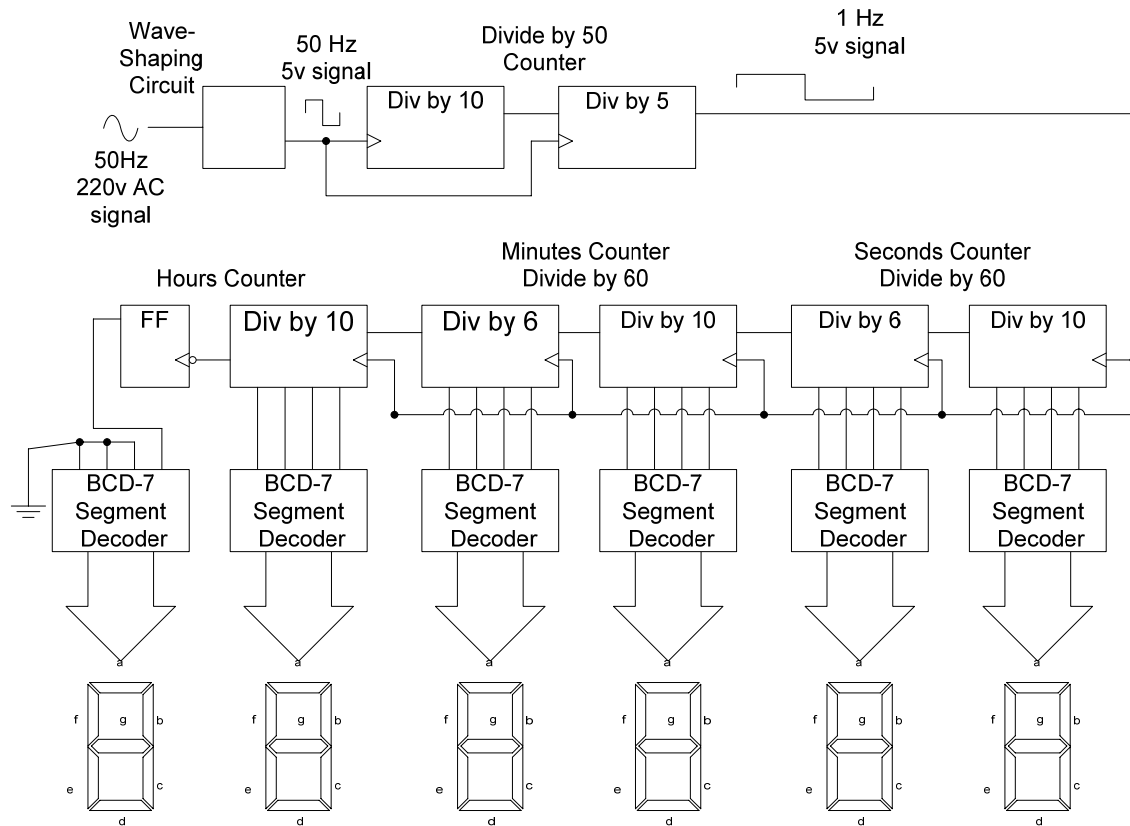 Wave-
Shaping
Circuit
50 Hz
5v signal
Divide by 50
Counter
1 Hz
5v signal
Div by 10
Div by 5
50Hz
220v AC
signal
Hours Counter
Minutes Counter
Divide by 60
Seconds Counter
Divide by 60
FF
Div by 10
Div by 6
Div by 10
Div by 6
Div by 10
BCD-7
Segment
Decoder
BCD-7
Segment
Decoder
BCD-7
Segment
Decoder
BCD-7
Segment
Decoder
BCD-7
Segment
Decoder
BCD-7
Segment
Decoder
a
f g b
e c
d
a
f g b
e c
d
a
f g b
e c
d
a
f g b
e c
d
a
f g b
e c
d
a
f g b
e c
d